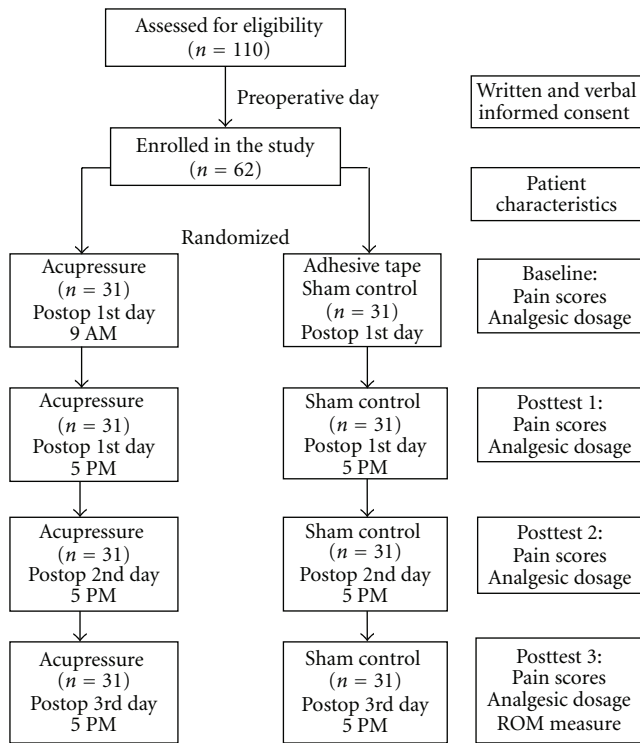 Assessed for eligibility
(n = 110)
Preoperative day
Written and verbal
informed consent
Enrolled in the study
(n = 62)
Patient
characteristics
Randomized
Acupressure
(n = 31)
Postop 1st day
9 AM
Adhesive tape
Sham control
(n = 31)
Postop 1st day
Baseline:
Pain scores
Analgesic dosage
Acupressure
(n = 31)
Postop 1st day
5 PM
Sham control
(n = 31)
Postop 1st day
5 PM
Posttest 1:
Pain scores
Analgesic dosage
Acupressure
(n = 31)
Postop 2nd day
5 PM
Sham control
(n = 31)
Postop 2nd day
5 PM
Posttest 2:
Pain scores
Analgesic dosage
Acupressure
(n = 31)
Postop 3rd day
5 PM
Sham control
(n = 31)
Postop 3rd day
5 PM
Posttest 3:
Pain scores
Analgesic dosage
ROM measure